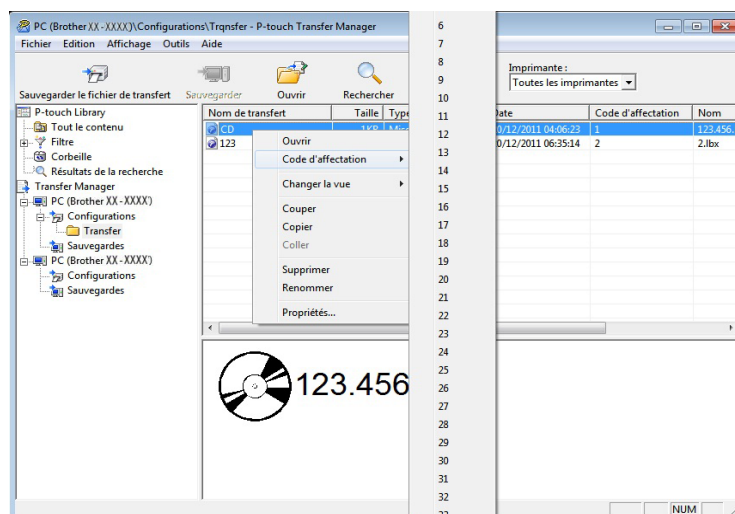 PC (Brother XX-XXXX)\Configurations\Trqnsfer - P-touch Transfer Manager
Fichier Edition Affichage Outils Aide
Sauvegarder le fichier de transfert Sauvegarder Ouvrir Rechercher
Imprimante :
Toutes les imprimantes
P-touch Library
Tout le contenu
Filtre
Corbeille
Résultats de la recherche
Transfer Manager
PC (Brother XX-XXXX)
Configurations
Transfer
Sauvegardes
PC (Brother XX-XXXX)
Configurations
Sauvegardes
Nom de transfert Taille Type Date Code d'affectation Nom
CD 1KB 0/12/2011 04:06:23 1 123.456.
123 0/12/2011 06:35:14 2 2.lbx
Ouvrir
Code d'affectation
Changer la vue
Couper
Copier
Coller
Supprimer
Renommer
Propriétés...
6
7
8
9
10
11
12
13
14
15
16
17
18
19
20
21
22
23
24
25
26
27
28
29
30
31
32
123.456
NUM